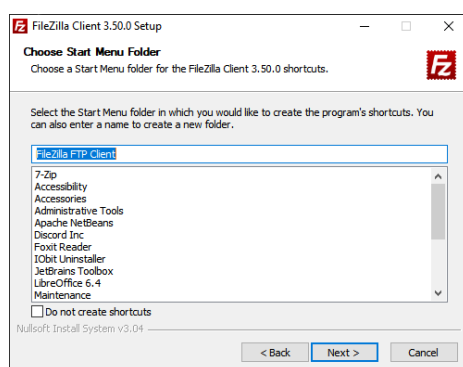 FileZilla Client 3.50.0 Setup
Choose Start Menu Folder
Choose a Start Menu folder for the FileZilla Client 3.50.0 shortcuts.
Fz
Select the Start Menu folder in which you would like to create the program's shortcuts. You
can also enter a name to create a new folder.
FileZilla FTP Client
7-Zip
Accessibility
Accessories
Administrative Tools
Apache NetBeans
Discord Inc
Foxit Reader
IObit Uninstaller
JetBrains Toolbox
LibreOffice 6.4
Maintenance
Do not create shortcuts
Nullsoft Install System v3.04
< Back Next > Cancel